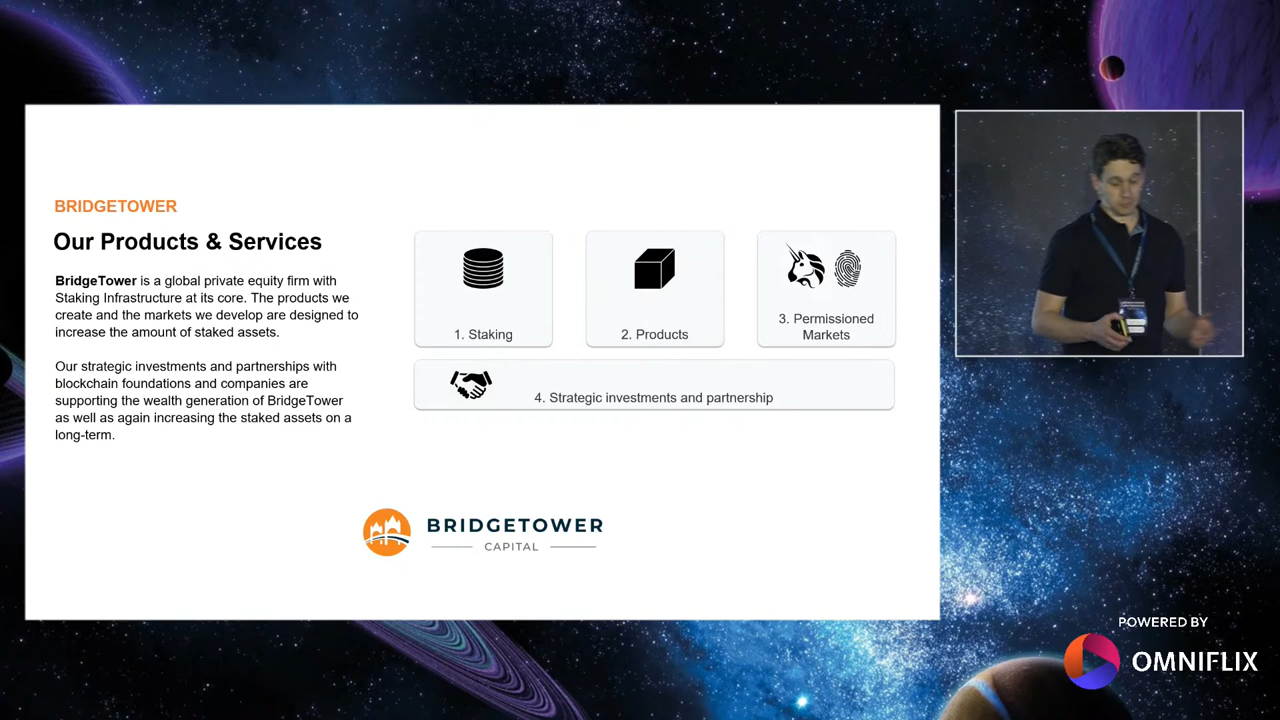 BRIDGETOWER
Our Products & Services
BridgeTower is a global private equity firm with
Staking Infrastructure at its core. The products we
create and the markets we develop are designed to
increase the amount of staked assets.
Our strategic investments and partnerships with
blockchain foundations and companies are
supporting the wealth generation of BridgeTower
as well as again increasing the staked assets on a
long-term.
1. Staking
2. Products
3. Permissioned
Markets
4. Strategic investments and partnership
BRIDGETOWER
CAPITAL
POWERED BY
OMNIFLIX